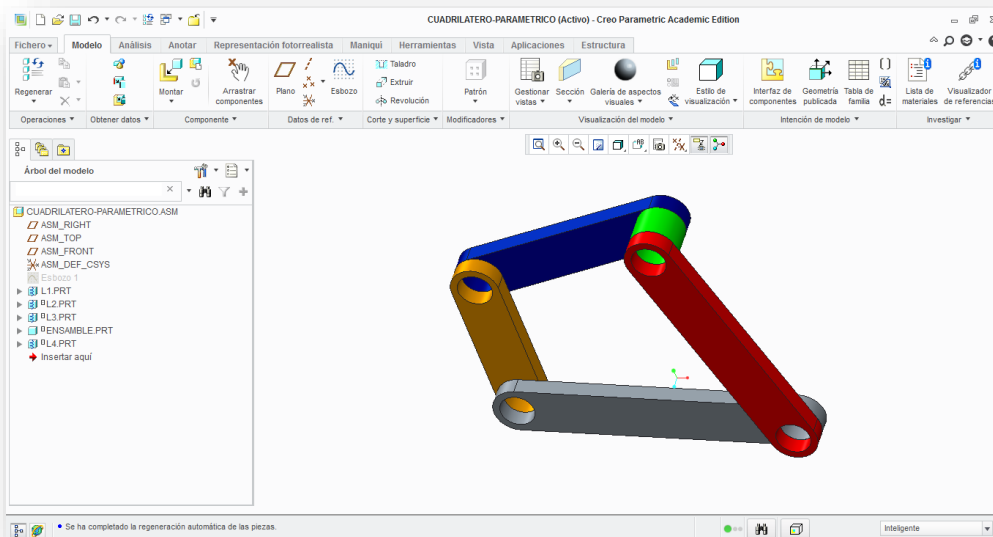 CUADRILATERO-PARAMETRICO (Activo) - Creo Parametric Academic Edition
Fichero Modelo Análisis Anotar Representación fotorrealista Maniquí Herramientas Vista Aplicaciones Estructura
Regenerar
Montar
Arrastrar componentes
Plano
Esbozo
Taladro
Extruir
Revolución
Patrón
Gestionar vistas
Sección
Galería de aspectos visuales
Estilo de visualización
Interfaz de componentes
Geometría publicada
Tabla de familia
d=
Lista de materiales
Visualizador de referencias
Operaciones Obtener datos Componente Datos de ref. Corte y superficie Modificadores Visualización del modelo Intención de modelo Investigar
Árbol del modelo
CUADRILATERO-PARAMETRICO.ASM
ASM_RIGHT
ASM_TOP
ASM_FRONT
ASM_DEF_CSYS
Esbozo 1
L1.PRT
L2.PRT
L3.PRT
ENSAMBLE.PRT
L4.PRT
Insertar aquí
Se ha completado la regeneración automática de las piezas.
Inteligente